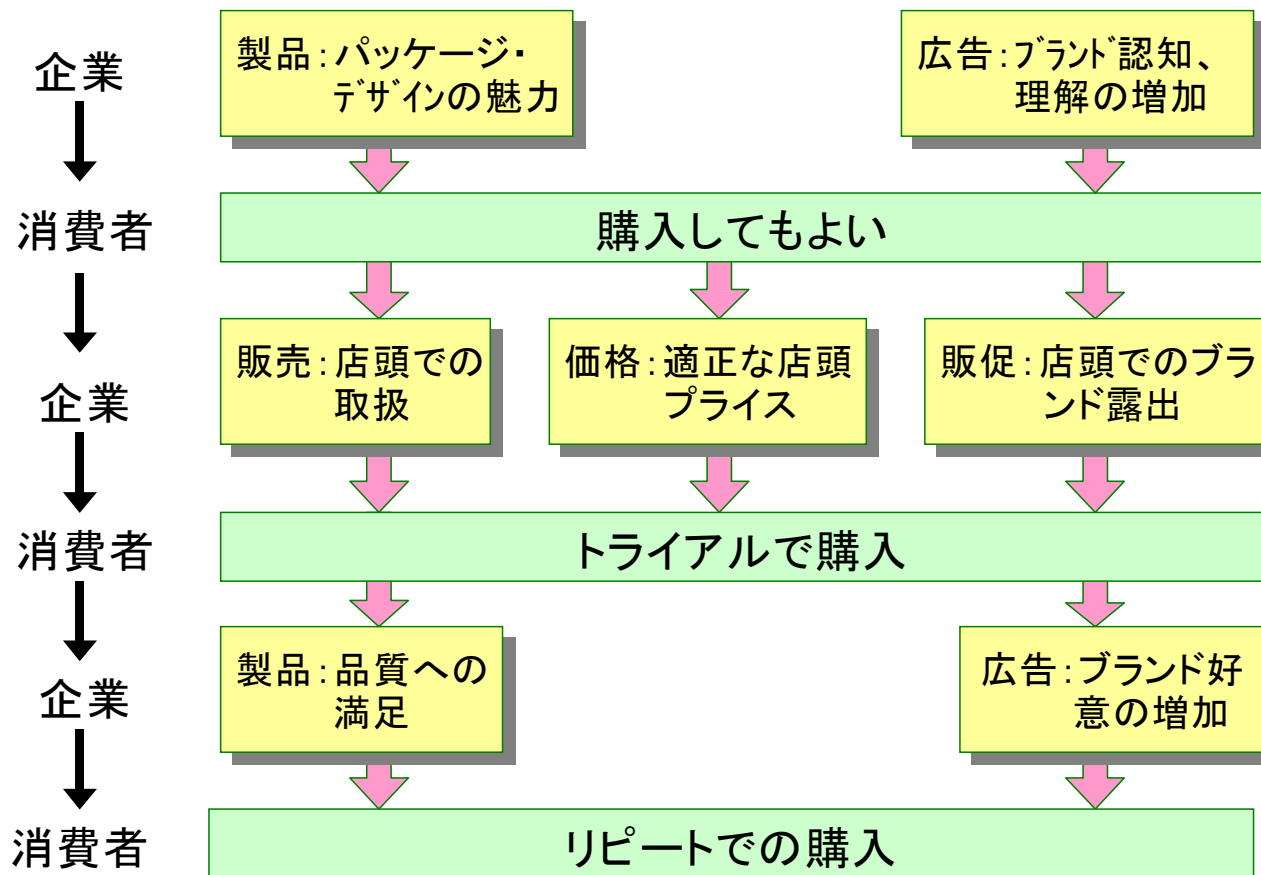 企業
製品：パッケージ・
ﾃﾞｻﾞｲﾝの魅力
広告：ﾌﾞﾗﾝﾄﾞ認知、
理解の増加
消費者
購入してもよい
企業
販売：店頭での
取扱
価格：適正な店頭
プライス
販促：店頭でのブラ
ンド露出
消費者
トライアルで購入
企業
製品：品質への
満足
広告：ブランド好
意の増加
消費者
リピートでの購入